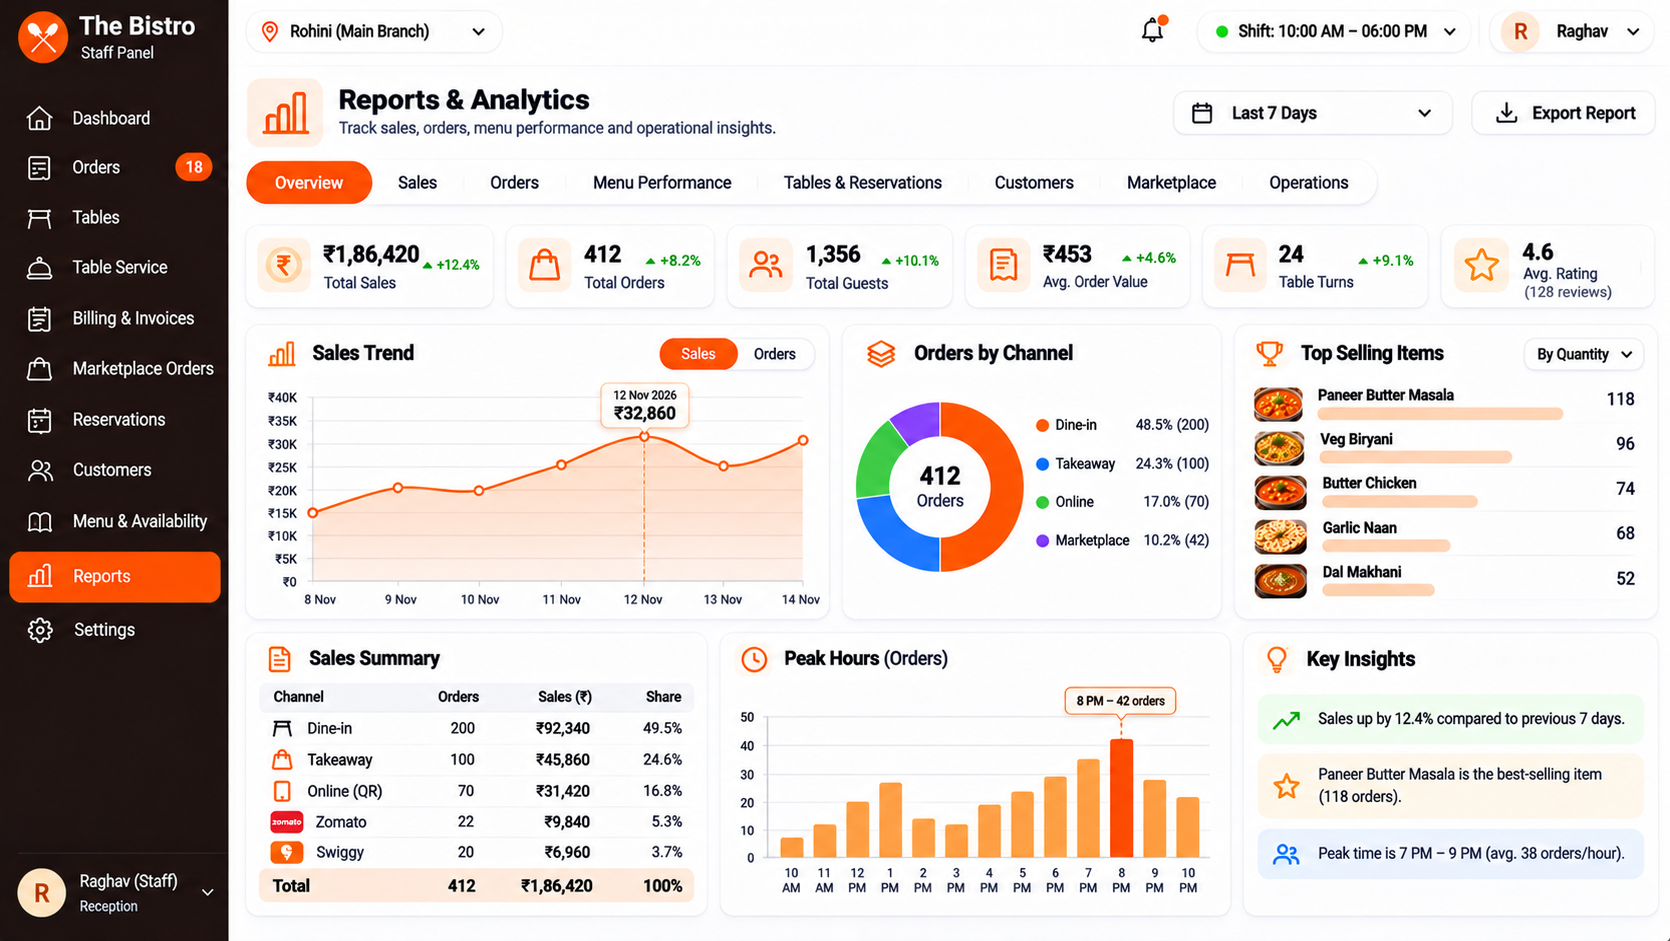 The Bistro
Staff Panel
Dashboard
Orders 18
Tables
Table Service
Billing & Invoices
Marketplace Orders
Reservations
Customers
Menu & Availability
Reports
Settings
R
Raghav (Staff)
Reception
Rohini (Main Branch)
Shift: 10:00 AM – 06:00 PM
R Raghav
Reports & Analytics
Track sales, orders, menu performance and operational insights.
Last 7 Days
Export Report
Overview Sales Orders Menu Performance Tables & Reservations Customers Marketplace Operations
₹1,86,420 +12.4%
Total Sales
412 +8.2%
Total Orders
1,356 +10.1%
Total Guests
₹453 +4.6%
Avg. Order Value
24 +9.1%
Table Turns
4.6
Avg. Rating
(128 reviews)
Sales Trend
Sales Orders
12 Nov 2026
₹32,860
₹40K
₹35K
₹30K
₹25K
₹20K
₹15K
₹10K
₹5K
₹0
8 Nov 9 Nov 10 Nov 11 Nov 12 Nov 13 Nov 14 Nov
Orders by Channel
412
Orders
Dine-in 48.5% (200)
Takeaway 24.3% (100)
Online 17.0% (70)
Marketplace 10.2% (42)
Top Selling Items
By Quantity
Paneer Butter Masala 118
Veg Biryani 96
Butter Chicken 74
Garlic Naan 68
Dal Makhani 52
Sales Summary
Channel Orders Sales (₹) Share
Dine-in 200 ₹92,340 49.5%
Takeaway 100 ₹45,860 24.6%
Online (QR) 70 ₹31,420 16.8%
zomato Zomato 22 ₹9,840 5.3%
Swiggy 20 ₹6,960 3.7%
Total 412 ₹1,86,420 100%
Peak Hours (Orders)
8 PM – 42 orders
50
40
30
20
10
0
10 AM 11 AM 12 PM 1 PM 2 PM 3 PM 4 PM 5 PM 6 PM 7 PM 8 PM 9 PM 10 PM
Key Insights
Sales up by 12.4% compared to previous 7 days.
Paneer Butter Masala is the best-selling item
(118 orders).
Peak time is 7 PM – 9 PM (avg. 38 orders/hour).